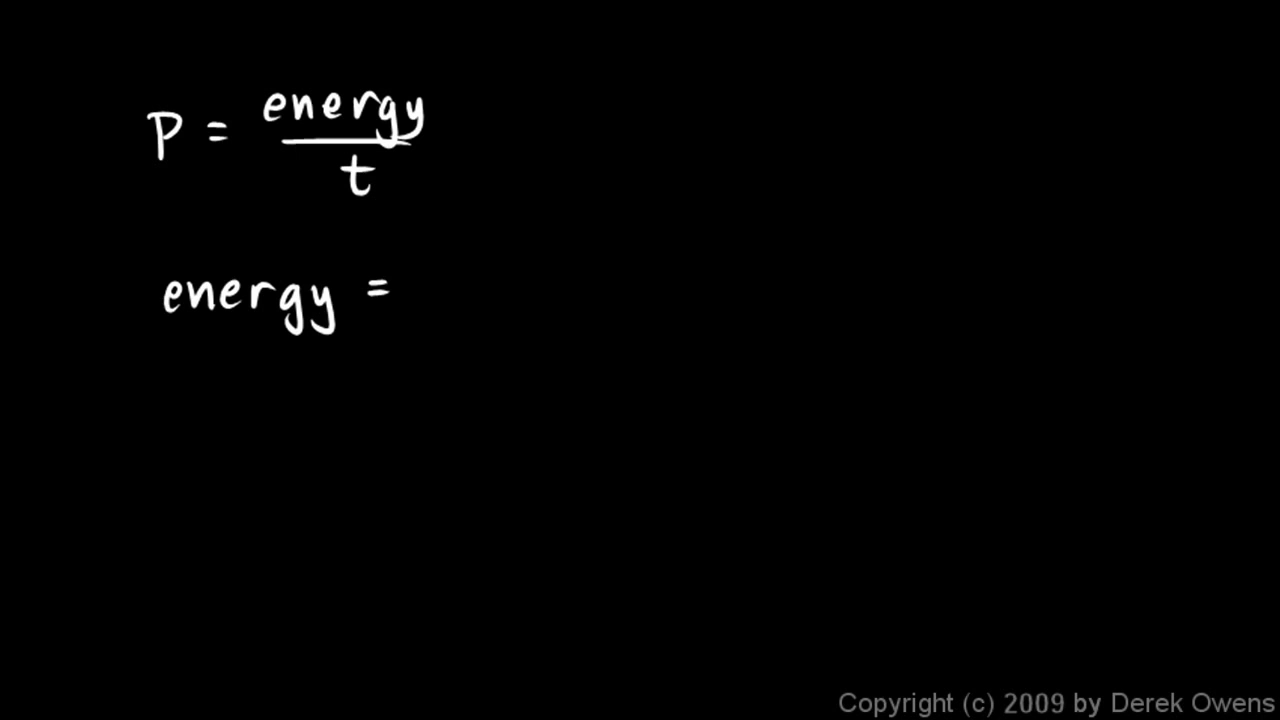 P = energy / t
energy =
Copyright (c) 2009 by Derek Owens